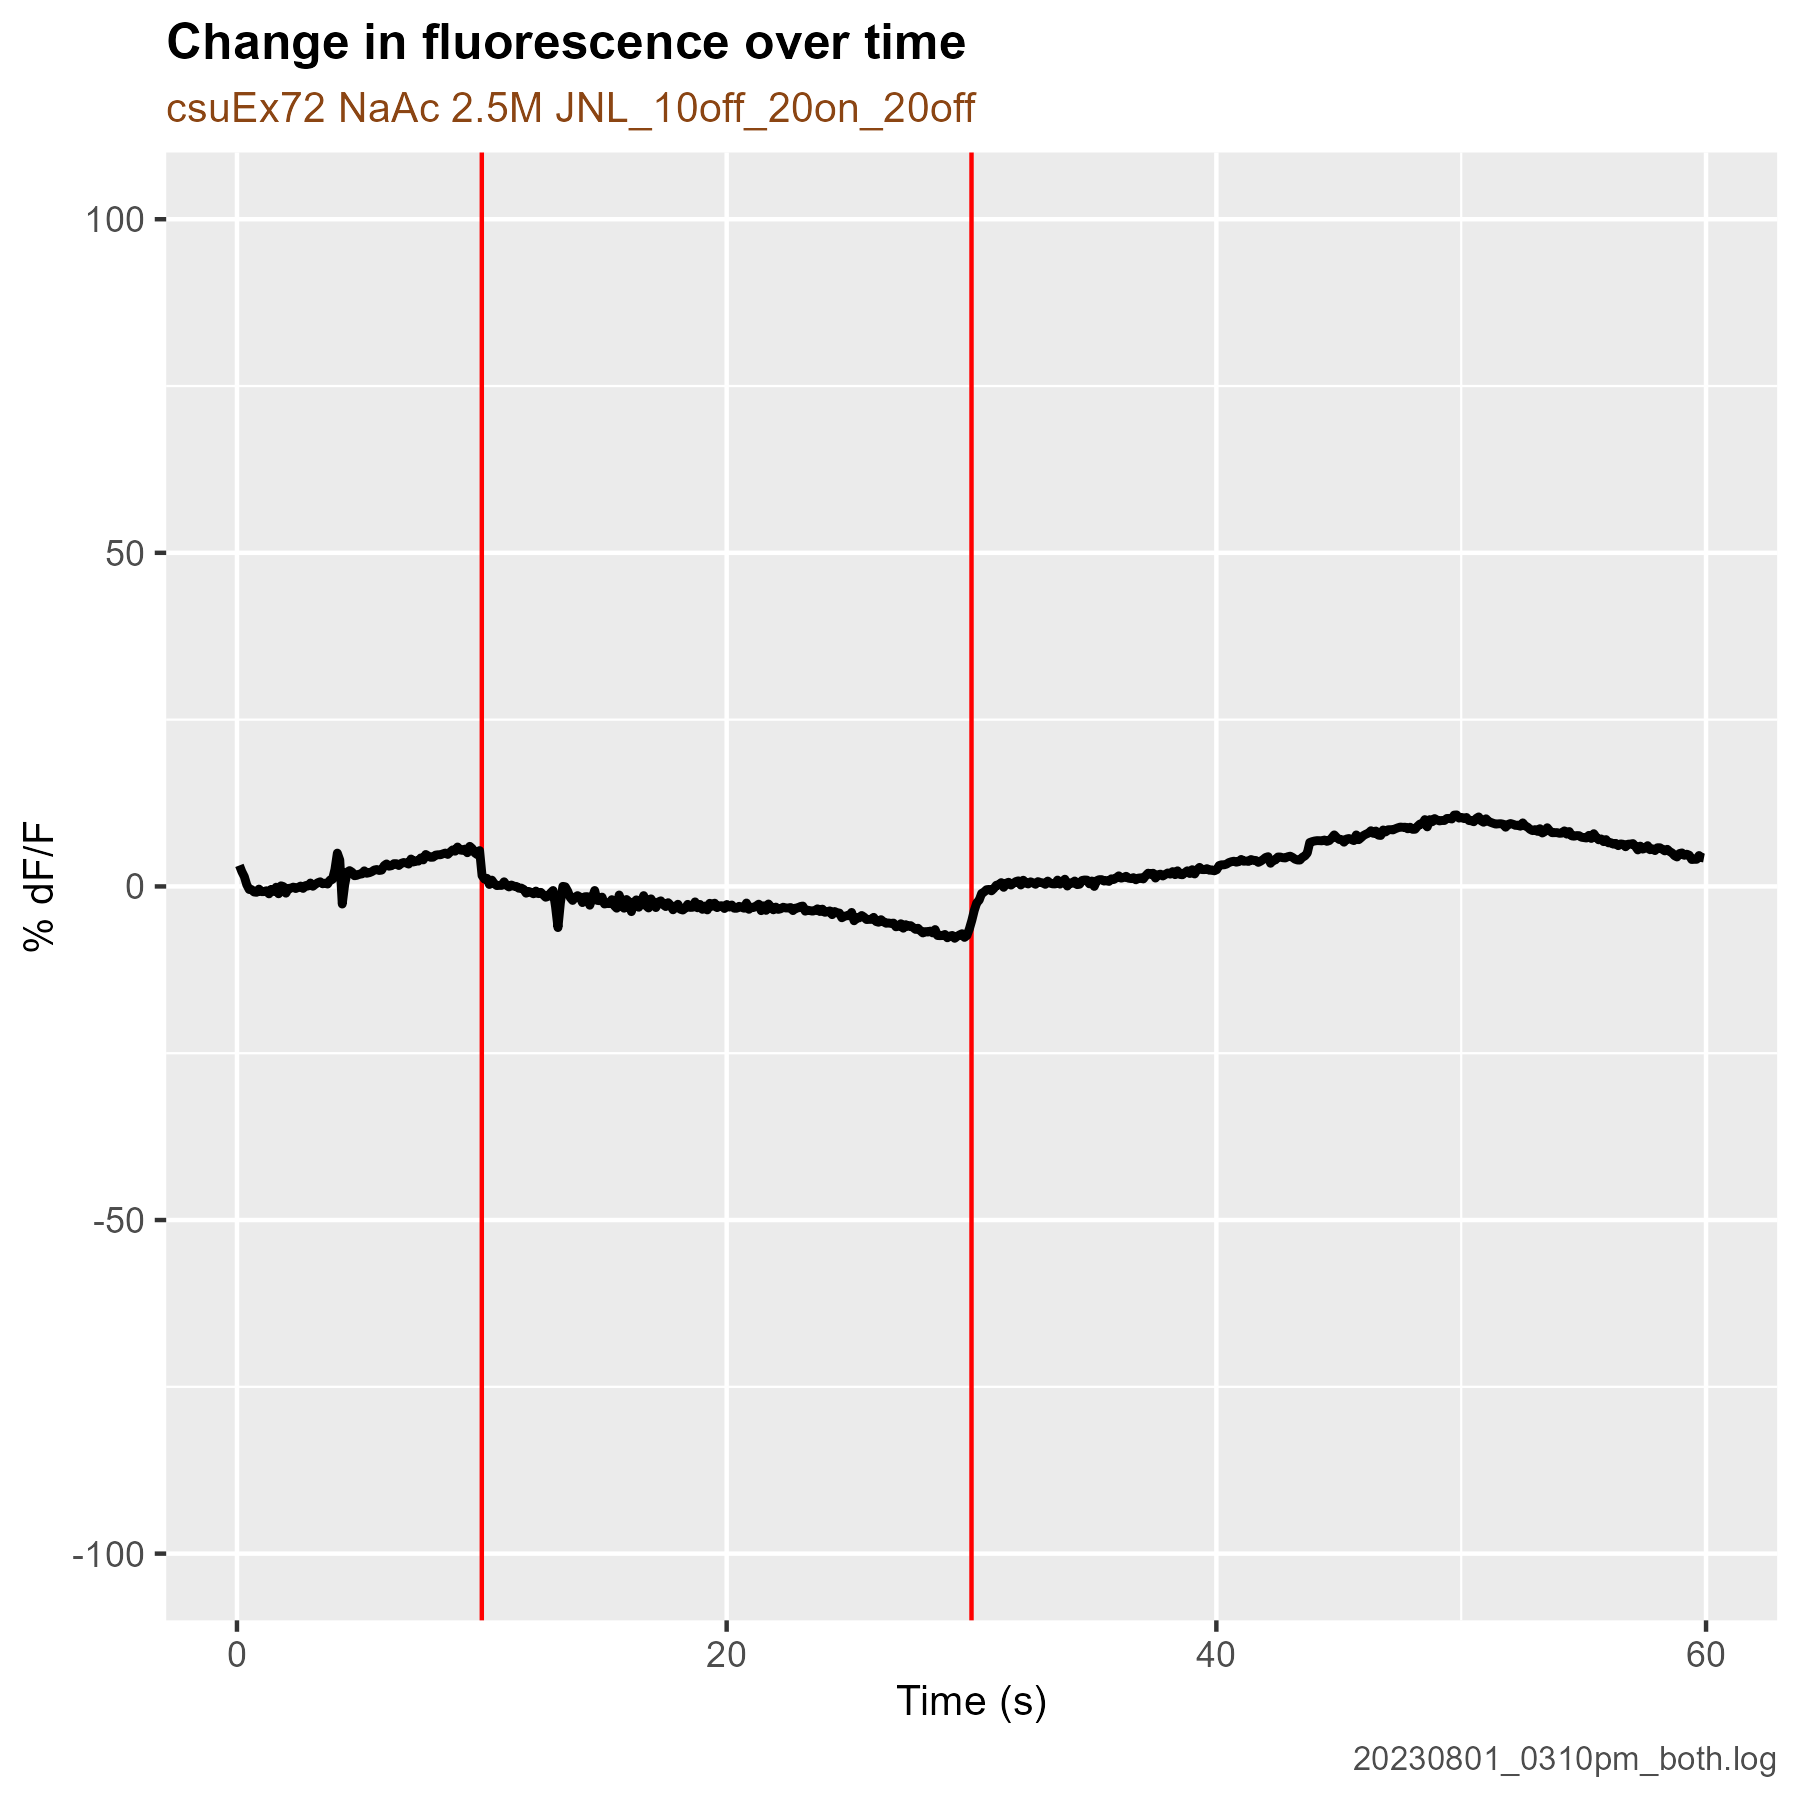 Change in fluorescence over time
csuEx72 NaAc 2.5M JNL_10off_20on_20off
100
50
0
-50
-100
% dF/F
0 20 40 60
Time (s)
20230801_0310pm_both.log